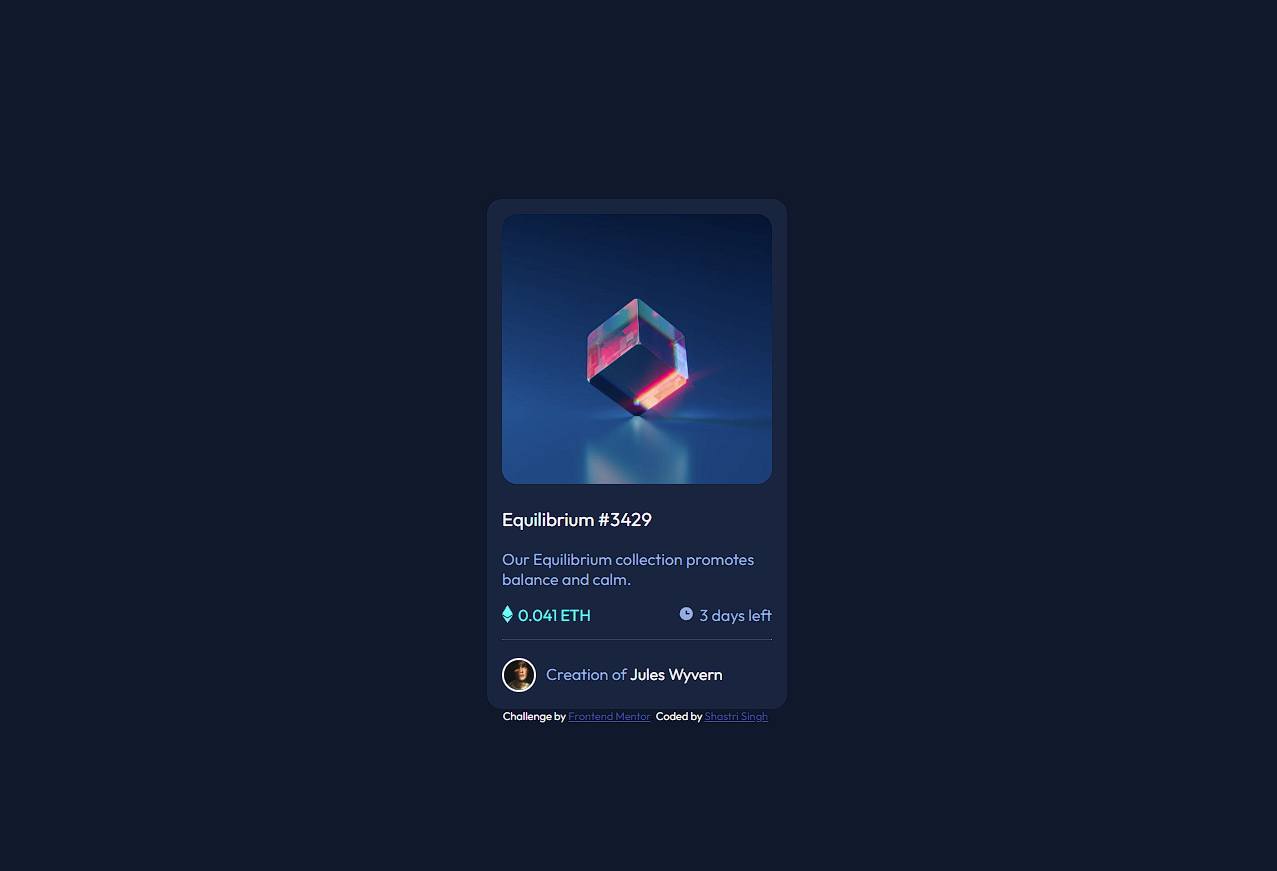 Equilibrium #3429
Our Equilibrium collection promotes
balance and calm.
0.041 ETH 3 days left
Creation of Jules Wyvern
Challenge by Frontend Mentor Coded by Shastri Singh